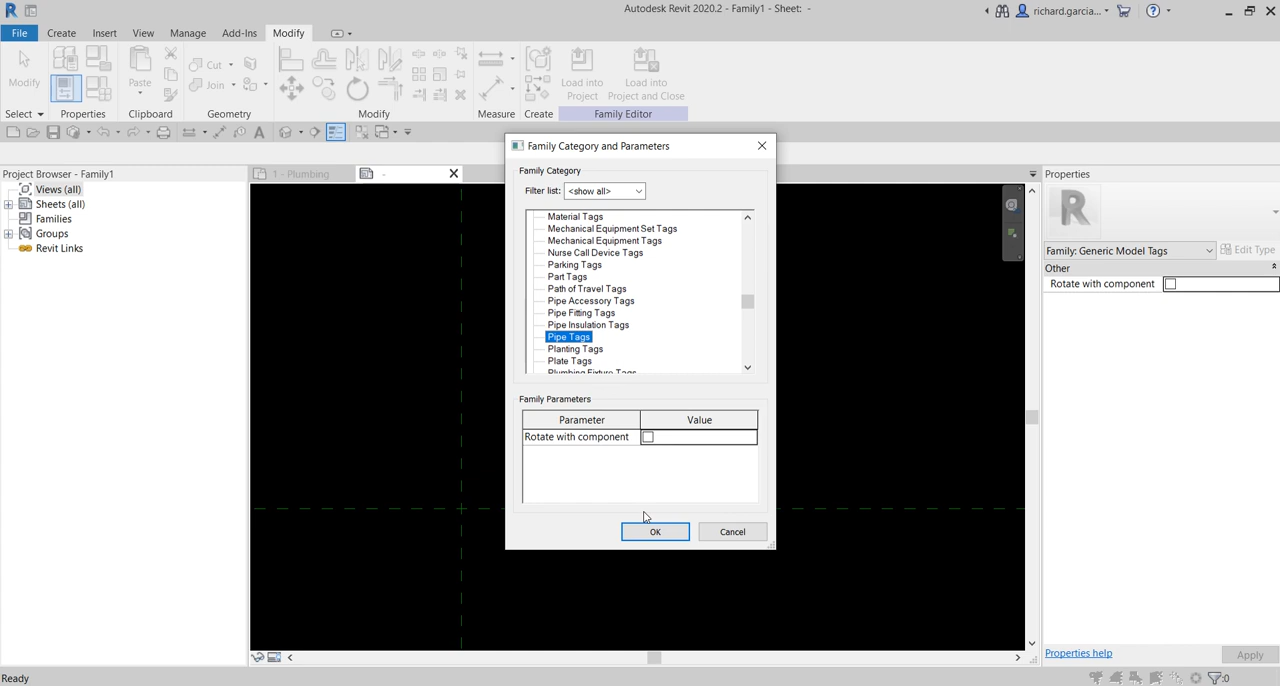 Autodesk Revit 2020.2 - Family1 - Sheet: -
richard.garcia...
File Create Insert View Manage Add-Ins Modify
Modify
Paste
Cut
Join
Load into Project
Load into Project and Close
Select Properties Clipboard Geometry Modify Measure Create Family Editor
Project Browser - Family1
Views (all)
Sheets (all)
Families
Groups
Revit Links
1 - Plumbing
-
Family Category and Parameters
Family Category
Filter list: <show all>
Material Tags
Mechanical Equipment Set Tags
Mechanical Equipment Tags
Nurse Call Device Tags
Parking Tags
Part Tags
Path of Travel Tags
Pipe Accessory Tags
Pipe Fitting Tags
Pipe Insulation Tags
Pipe Tags
Planting Tags
Plate Tags
Plumbing Fixture Tags
Family Parameters
Parameter Value
Rotate with component
OK Cancel
Properties
Family: Generic Model Tags Edit Type
Other
Rotate with component
Properties help Apply
Ready
:0